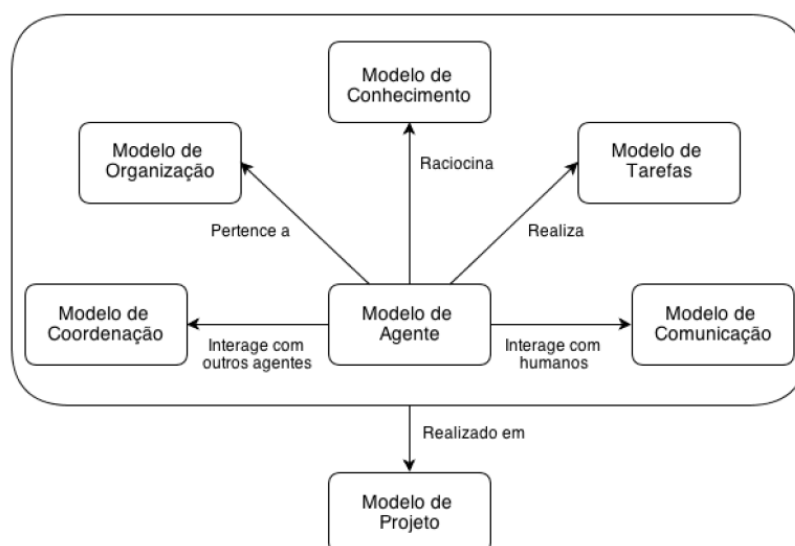 Modelo de
Conhecimento
Modelo de
Organização
Modelo de
Tarefas
Raciocina
Pertence a
Realiza
Modelo de
Coordenação
Modelo de
Agente
Modelo de
Comunicação
Interage com
outros agentes
Interage com
humanos
Realizado em
Modelo de
Projeto